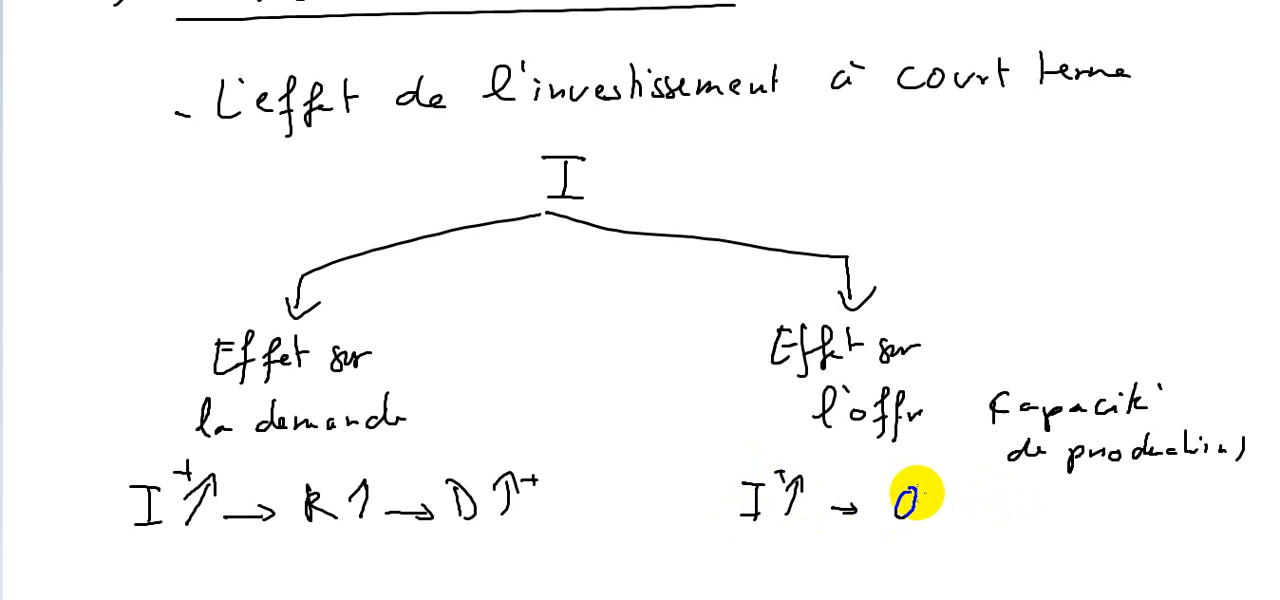 - L'effet de l'investissement à court terme
I
Effet sur
la demande
Effet sur
l'offre
(capacité
de production)
I +↑ → R ↑ → D ↑+
I +↑ → O